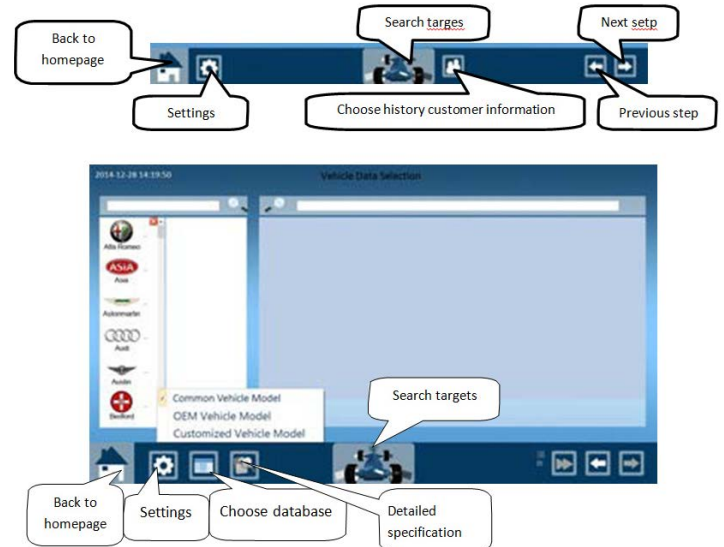 Search targes
Next setp
Back to
homepage
Settings
Choose history customer information
Previous step
2014-12-28 14:19:50
Vehicle Data Selection
Alfa Romeo
ASIA
Asia
Astonmartin
Audi
Austin
Bedford
Common Vehicle Model
OEM Vehicle Model
Customized Vehicle Model
Search targets
Back to
homepage
Settings
Choose database
Detailed
specification